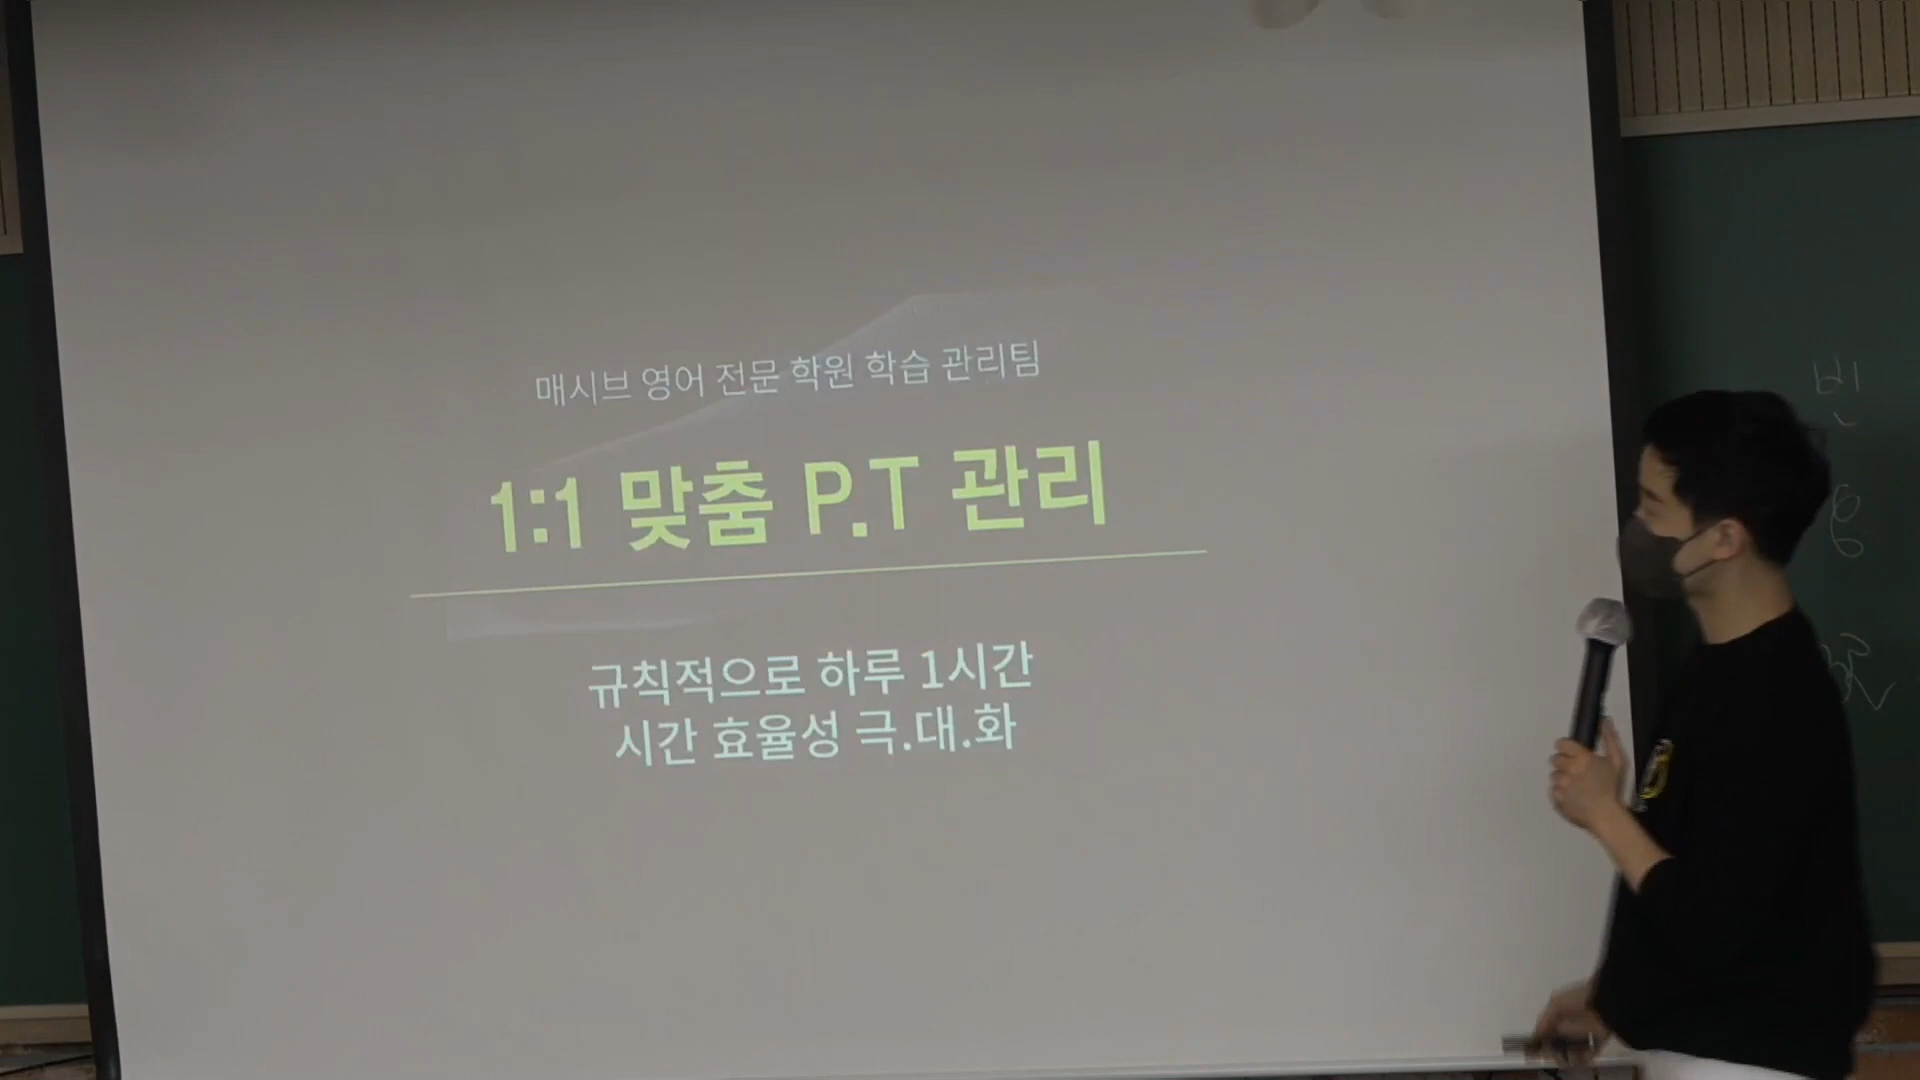 매시브 영어 전문 학원 학습 관리팀
1:1 맞춤 P.T 관리
규칙적으로 하루 1시간
시간 효율성 극.대.화
빈